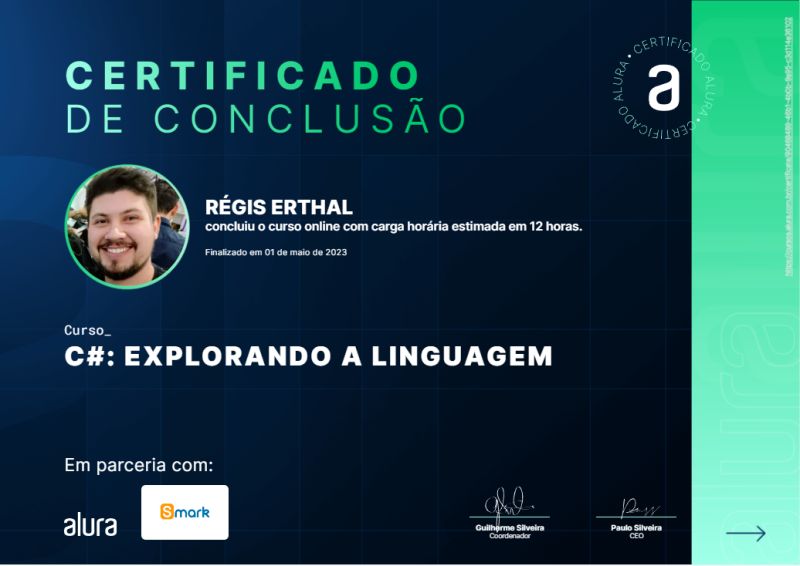 CERTIFICADO
DE CONCLUSÃO
CERTIFICADO ALURA • CERTIFICADO ALURA •
a
RÉGIS ERTHAL
concluiu o curso online com carga horária estimada em 12 horas.
Finalizado em 01 de maio de 2023
Curso_
C#: EXPLORANDO A LINGUAGEM
Em parceria com:
alura
Smark
Guilherme Silveira
Coordenador
Paulo Silveira
CEO
alura